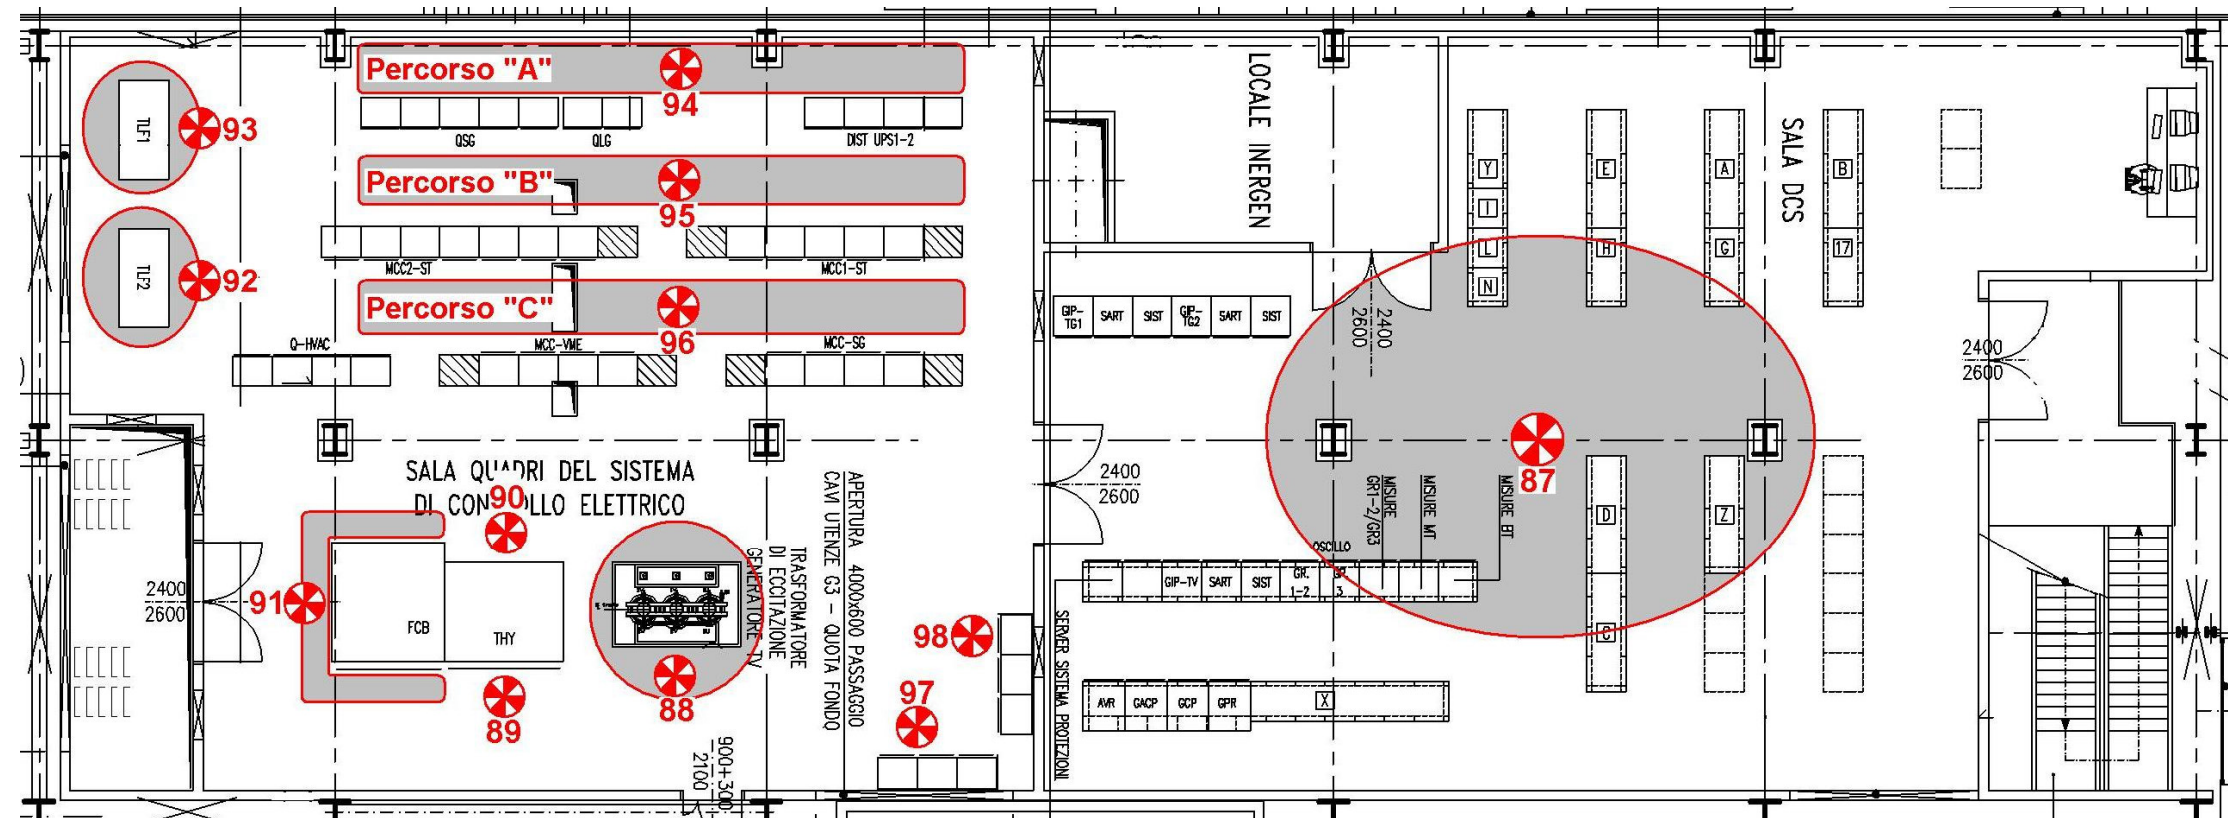 Percorso "A"
94
QSG
QLG
DIST UPS1-2
TLF1
93
Percorso "B"
95
MCC2-ST
MCC1-ST
TLF2
92
Percorso "C"
96
Q-HVAC
MCC-VME
MCC-SG
SALA QU
DRI DEL SISTEMA
DI CON
LLO ELETTRICO
90
91
2400
2600
FCB
THY
89
88
TRASFORMATORE
DI ECCITAZIONE
GENERATORE TV
APERTURA 4000x600 PASSAGGIO
CAVI UTENZE G3 - QUOTA FONDO
900+300
2100
97
98
LOCALE INERGEN
SALA DCS
Y
I
L
N
E
H
A
G
B
17
GIP-
TG1
SART
SIST
GIP-
TG2
SART
SIST
2400
2600
2400
2600
87
2400
2600
MISURE
GR1-2/GR3
MISURE MT
MISURE BT
OSCILLO
GIP-TV
SART
SIST
GR.
1-2
3
D
Z
C
SERVER SISTEMA PROTEZIONI
AVR
GACP
GCP
GPR
X